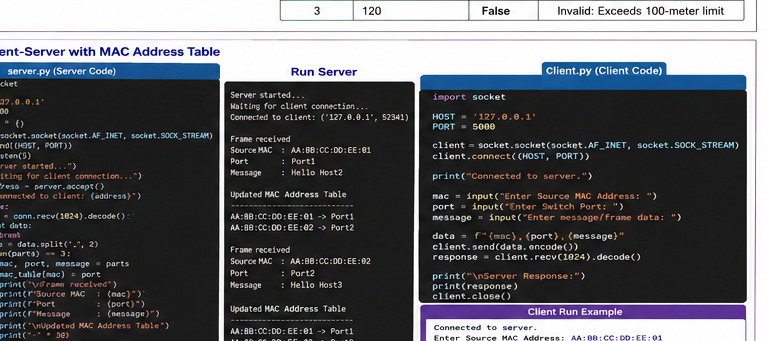 3 120 False Invalid: Exceeds 100-meter limit
ent-Server with MAC Address Table
server.py (Server Code)
cket
37.0.0.1'
00
= {}
socket.socket(socket.AF_INET, socket.SOCK_STREAM)
nd((HOST, PORT))
sten(5)
rver started...")
iting for client connection...")
dress = server.accept()
onnected to client: {address}")
e:
= conn.recv(1024).decode()
ot data:
break
s = data.split(",", 2)
en(parts) == 3:
mac, port, message = parts
mac_table(mac) = port
print("\nFrame received")
print(f"Source MAC : (mac)")
print(f"Port : (port)")
print(f"Message : (message)")
print("\nUpdated MAC Address Table")
print("-" * 30)
Run Server
Server started...
Waiting for client connection...
Connected to client: ('127.0.0.1', 52341)
Frame received
Source MAC : AA:BB:CC:DD:EE:01
Port : Port1
Message : Hello Host2
Updated MAC Address Table
------------------------------
AA:BB:CC:DD:EE:01 -> Port1
AA:BB:CC:DD:EE:02 -> Port2
Frame received
Source MAC : AA:BB:CC:DD:EE:02
Port : Port2
Message : Hello Host3
Updated MAC Address Table
------------------------------
AA:BB:CC:DD:EE:01 -> Port1
Client.py (Client Code)
import socket
HOST = '127.0.0.1'
PORT = 5000
client = socket.socket(socket.AF_INET, socket.SOCK_STREAM)
client.connect((HOST, PORT))
print("Connected to server.")
mac = input("Enter Source MAC Address: ")
port = input("Enter Switch Port: ")
message = input("Enter message/frame data: ")
data = f"{mac},{port},{message}"
client.send(data.encode())
response = client.recv(1024).decode()
print("\nServer Response:")
print(response)
client.close()
Client Run Example
Connected to server.
Enter Source MAC Address: AA:BB:CC:DD:EE:01